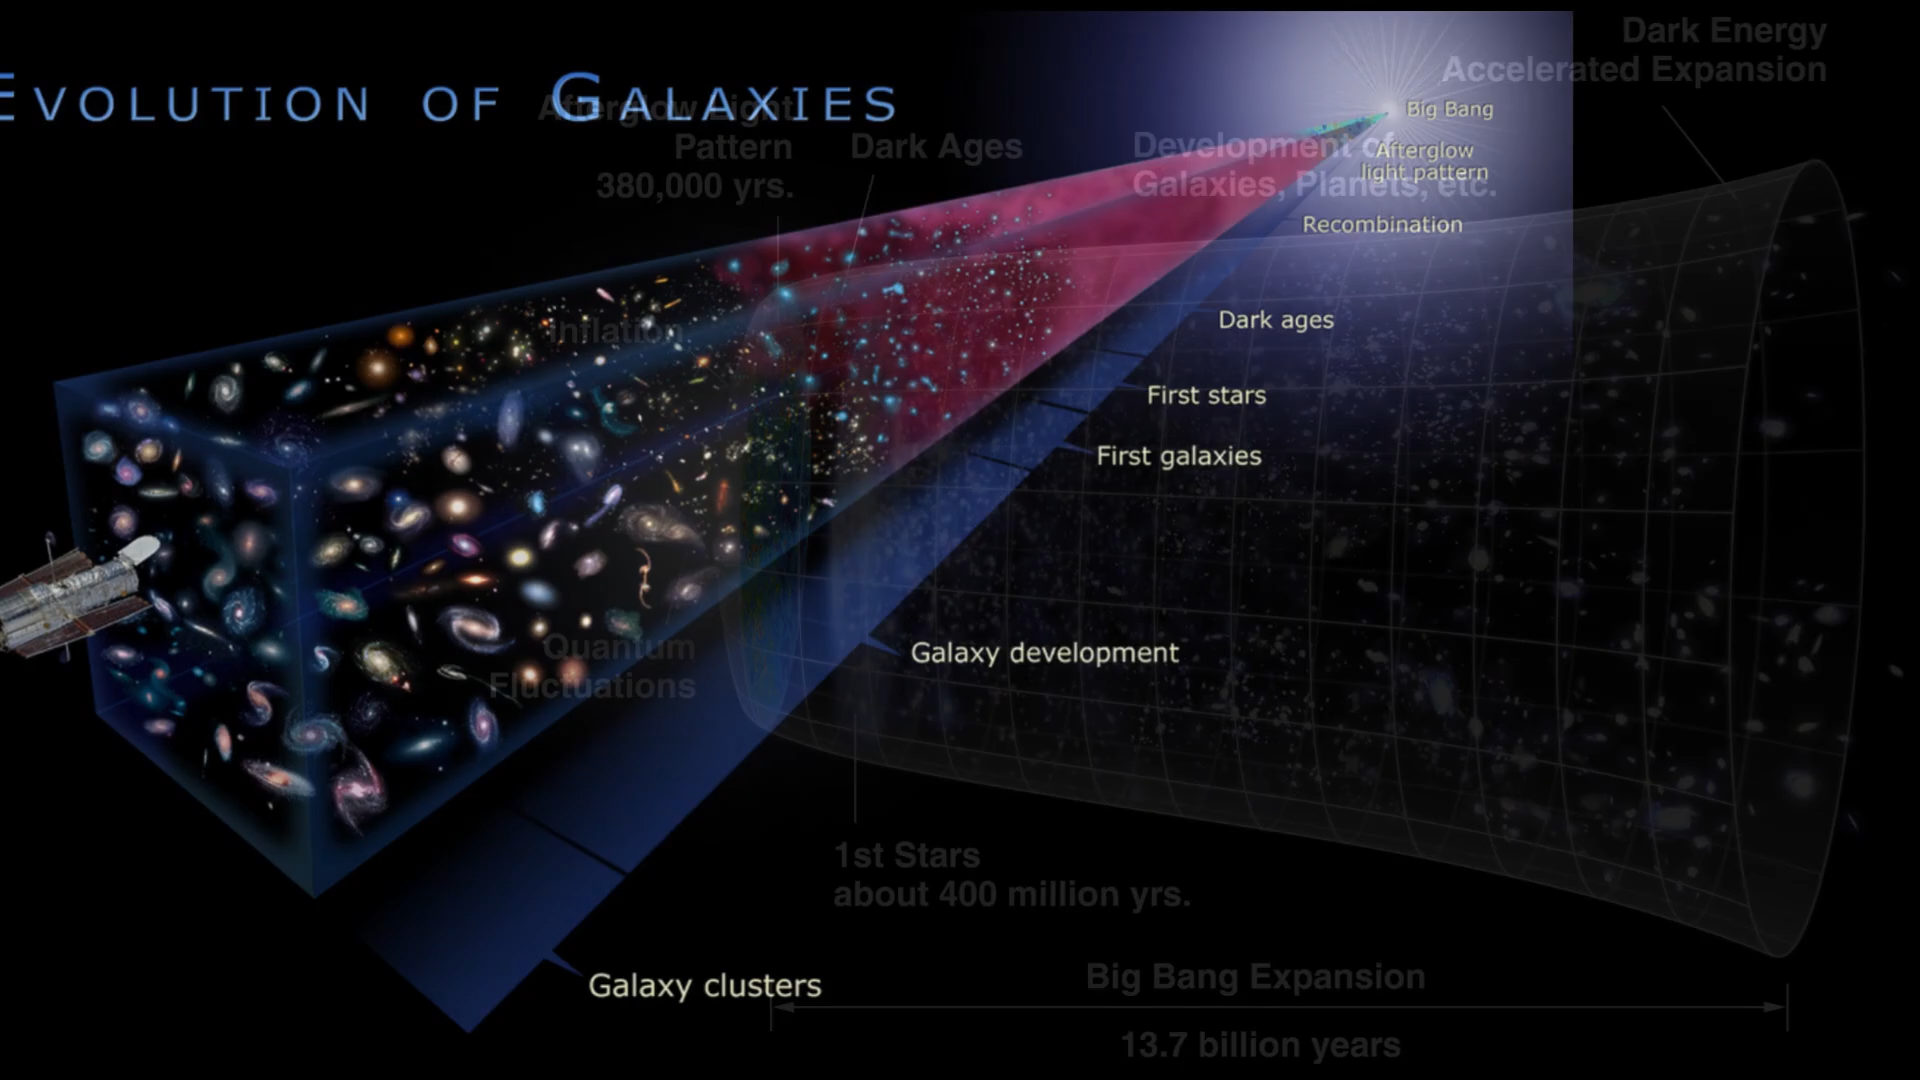 EVOLUTION OF GALAXIES
Big Bang
Afterglow
light pattern
Recombination
Dark ages
First stars
First galaxies
Galaxy development
Galaxy clusters
Dark Energy
Accelerated Expansion
Afterglow Light
Pattern
380,000 yrs.
Dark Ages
Development of
Galaxies, Planets, etc.
Inflation
Quantum
Fluctuations
1st Stars
about 400 million yrs.
Big Bang Expansion
13.7 billion years